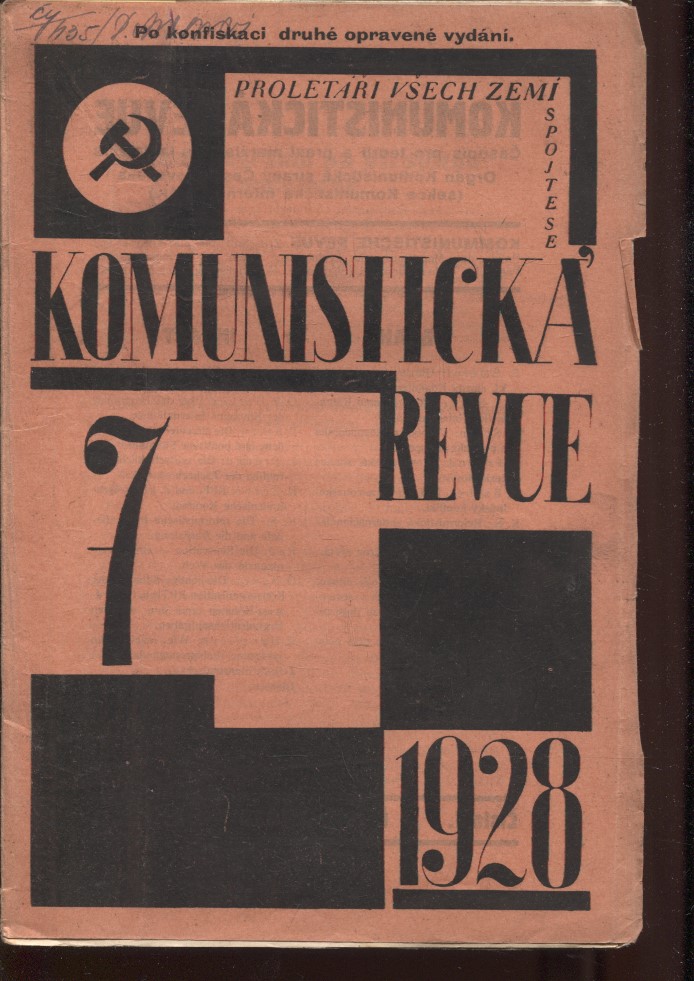 Po konfiskaci druhé opravené vydání.
PROLETÁŘI VŠECH ZEMÍ
SPOJTE SE
KOMUNISTICKÁ
REVUE
7
1928